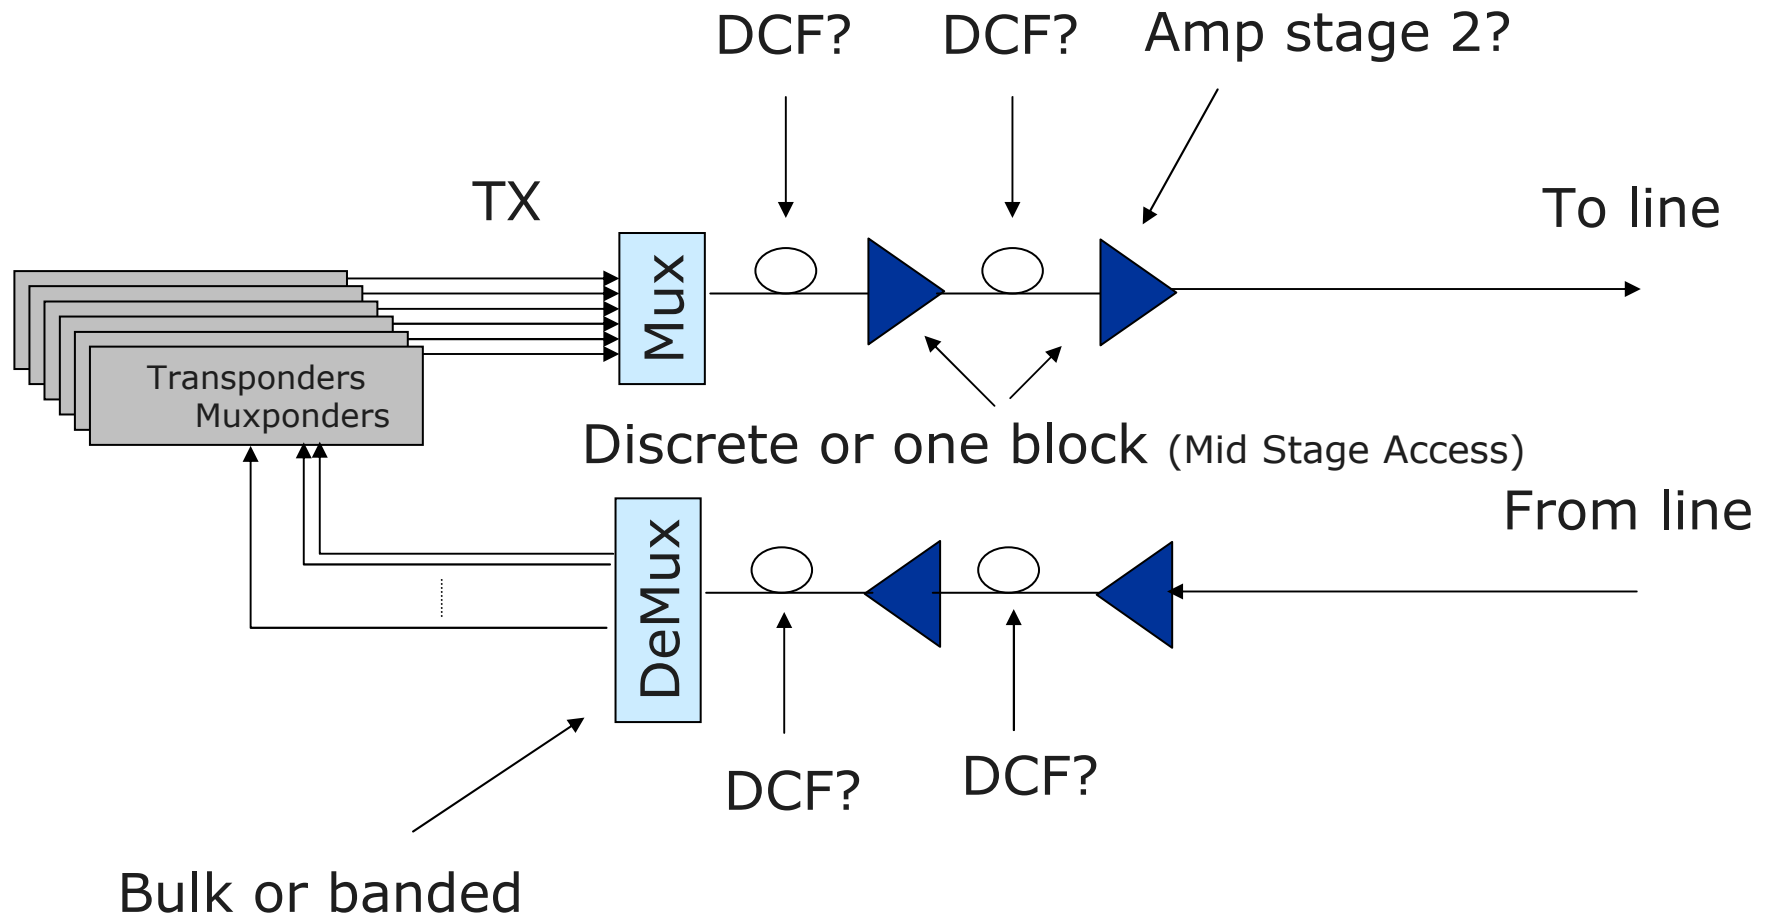 DCF?
DCF?
Amp stage 2?
TX
To line
Mux
Transponders
Muxponders
Discrete or one block (Mid Stage Access)
From line
DeMux
DCF?
DCF?
Bulk or banded